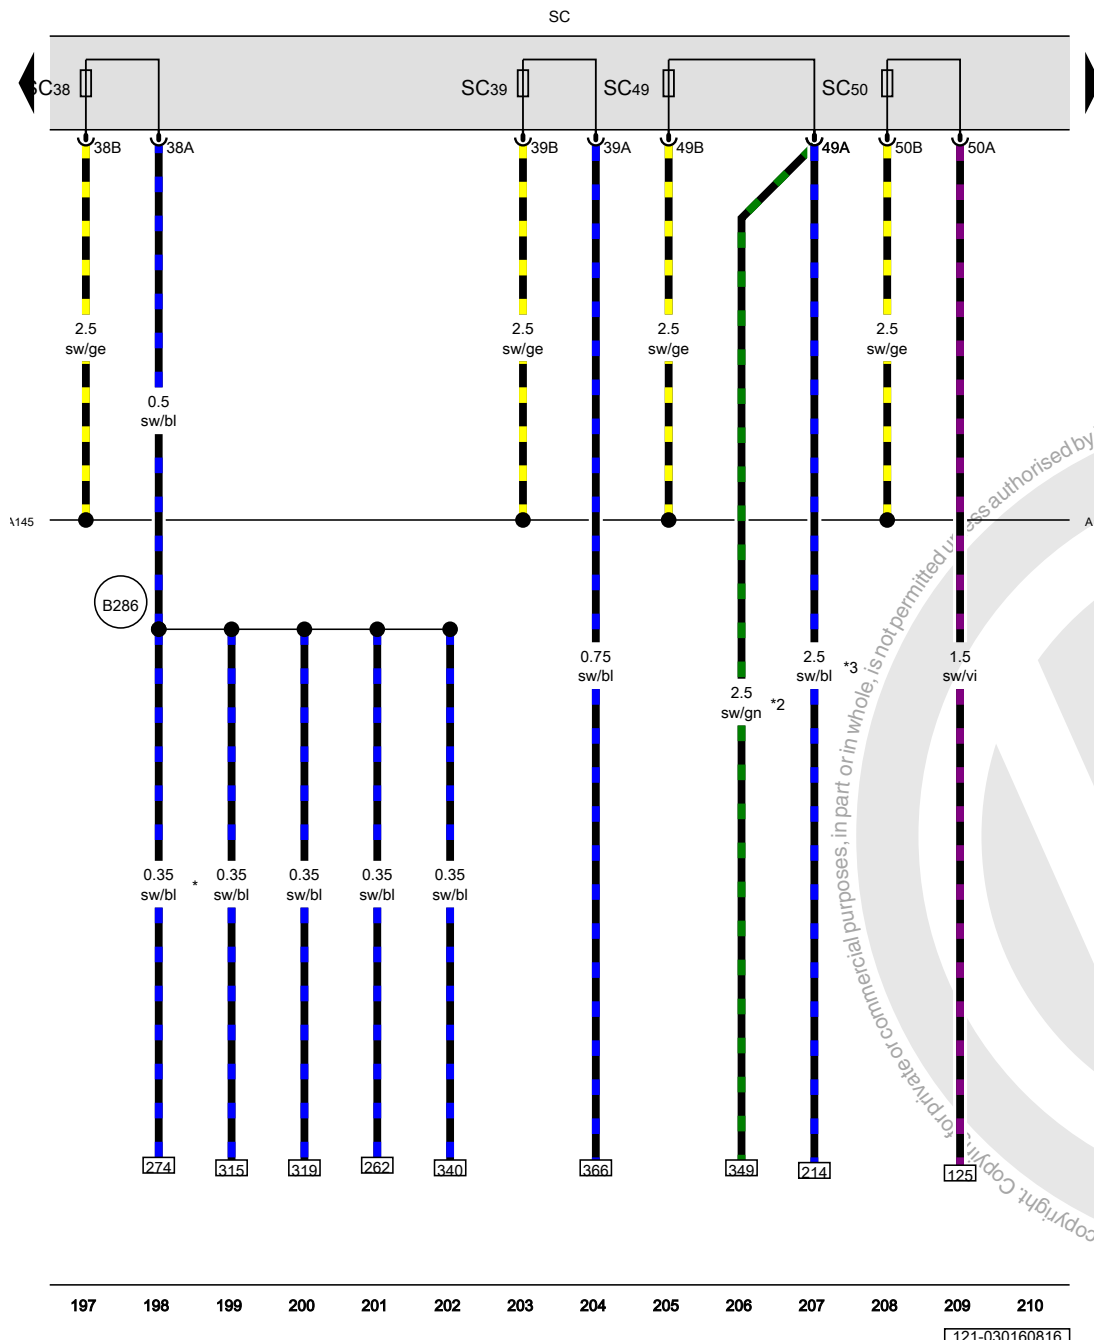 SC
SC38
SC39
SC49
SC50
38B
38A
39B
39A
49B
49A
50B
50A
2.5
sw/ge
2.5
sw/ge
2.5
sw/ge
2.5
sw/ge
0.5
sw/bl
A145
A
B286
0.75
sw/bl
2.5
sw/bl
*3
1.5
sw/vi
2.5
sw/gn
*2
0.35
sw/bl
*
0.35
sw/bl
0.35
sw/bl
0.35
sw/bl
0.35
sw/bl
274
315
319
262
340
366
349
214
125
copyright. Copying for private or commercial purposes, in part or in whole, is not permitted unless authorised by
197 198 199 200 201 202 203 204 205 206 207 208 209 210
121-030160816